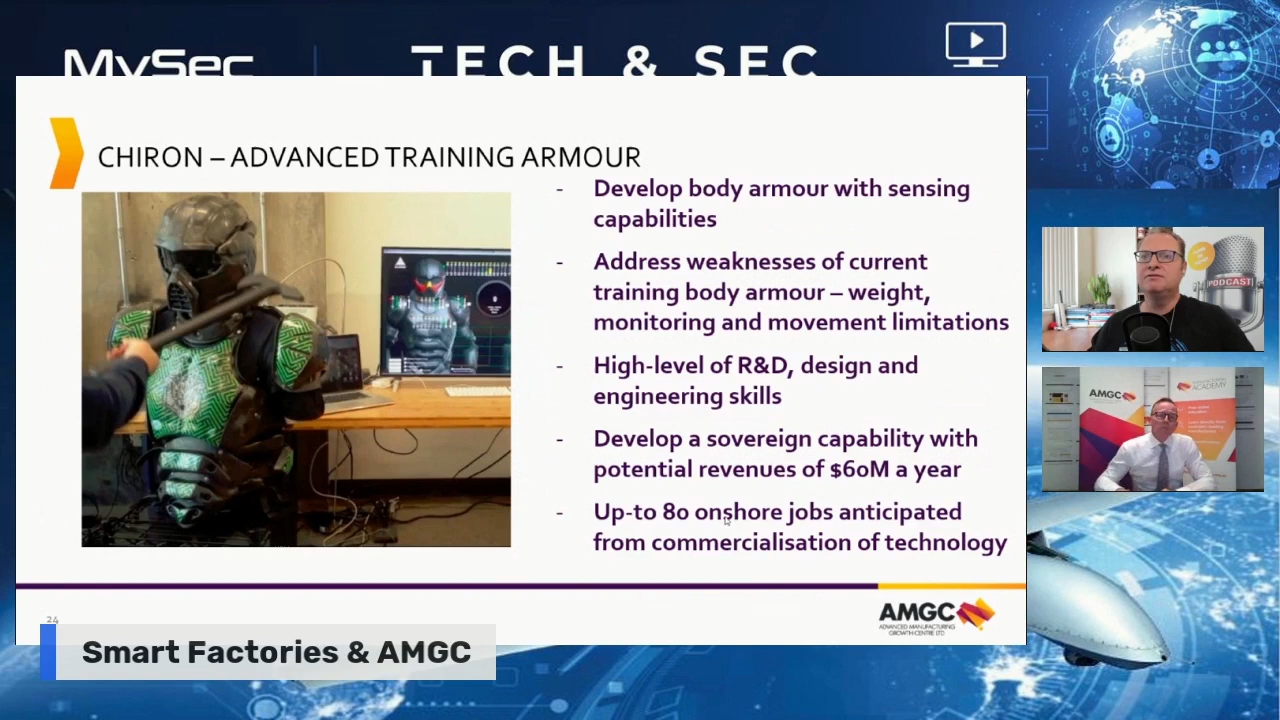 MySec
TECH & SEC
CHIRON – ADVANCED TRAINING ARMOUR
- Develop body armour with sensing
capabilities
- Address weaknesses of current
training body armour – weight,
monitoring and movement limitations
- High-level of R&D, design and
engineering skills
- Develop a sovereign capability with
potential revenues of $60M a year
- Up-to 80 onshore jobs anticipated
from commercialisation of technology
24
AMGC
ADVANCED MANUFACTURING
GROWTH CENTRE LTD
Smart Factories & AMGC
PODCAST
AMGC
ACADEMY